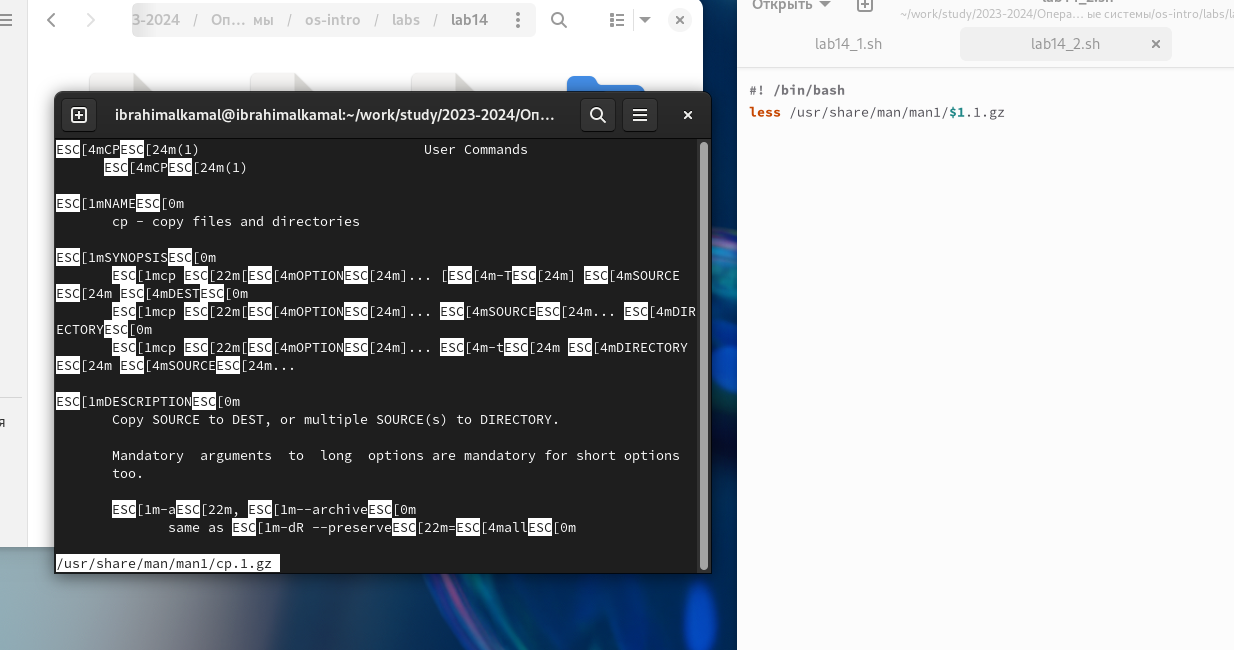 3-2024 / Оп… мы / os-intro / labs / lab14
ibrahimalkamal@ibrahimalkamal:~/work/study/2023-2024/Оп…
ESC[4mCPESC[24m(1) User Commands
ESC[4mCPESC[24m(1)
ESC[1mNAMEESC[0m
cp - copy files and directories
ESC[1mSYNOPSISESC[0m
ESC[1mcp ESC[22m[ESC[4mOPTIONESC[24m]... [ESC[4m-TESC[24m] ESC[4mSOURCE
ESC[24m ESC[4mDESTESC[0m
ESC[1mcp ESC[22m[ESC[4mOPTIONESC[24m]... ESC[4mSOURCEESC[24m... ESC[4mDIR
ECTORYESC[0m
ESC[1mcp ESC[22m[ESC[4mOPTIONESC[24m]... ESC[4m-tESC[24m ESC[4mDIRECTORY
ESC[24m ESC[4mSOURCEESC[24m...
ESC[1mDESCRIPTIONESC[0m
Copy SOURCE to DEST, or multiple SOURCE(s) to DIRECTORY.
Mandatory arguments to long options are mandatory for short options
too.
ESC[1m-aESC[22m, ESC[1m--archiveESC[0m
same as ESC[1m-dR --preserveESC[22m=ESC[4mallESC[0m
/usr/share/man/man1/cp.1.gz
я
Открыть
lab14_2.sh
~/work/study/2023-2024/Опера… ые системы/os-intro/labs/l
lab14_1.sh
lab14_2.sh
#! /bin/bash
less /usr/share/man/man1/$1.1.gz